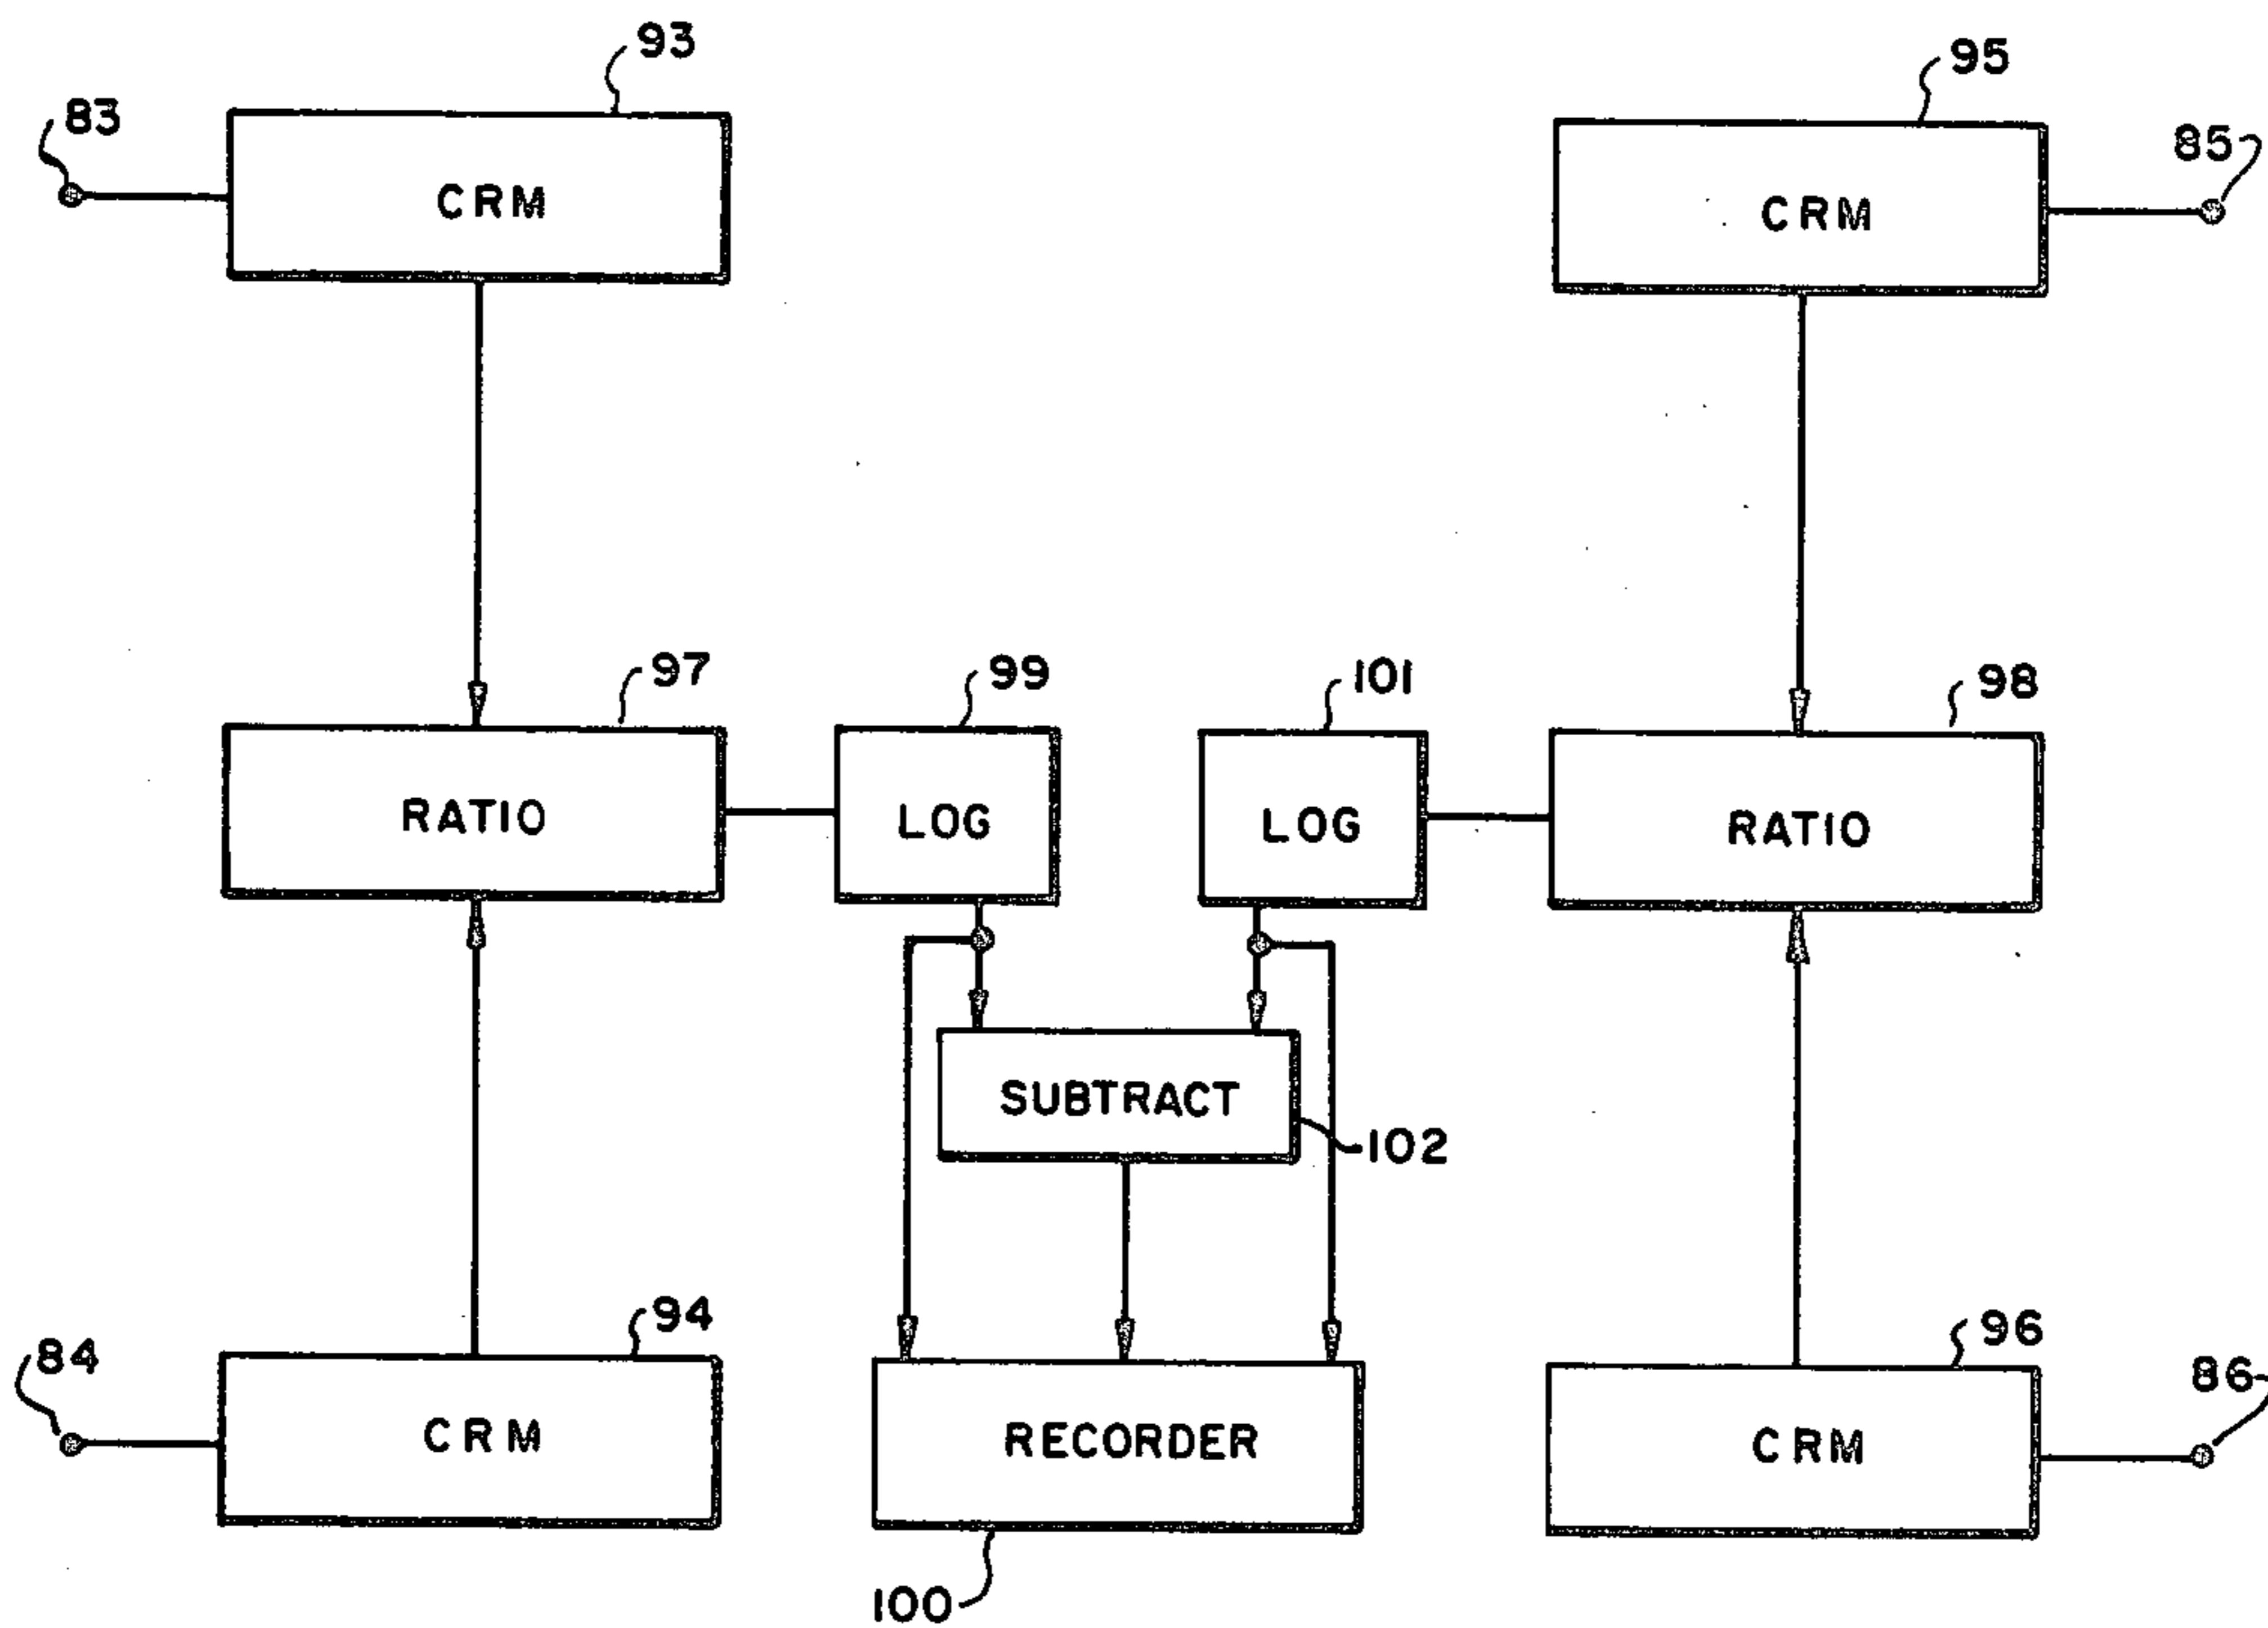 93
95
83
85
CRM
CRM
97
99
101
98
RATIO
LOG
LOG
RATIO
SUBTRACT
102
94
96
84
86
CRM
RECORDER
CRM
100